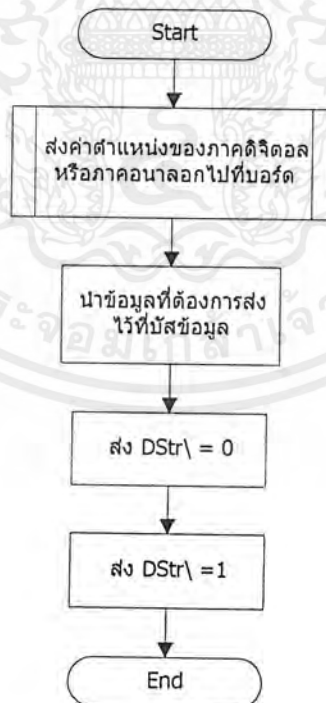 Start
ส่งค่าตำแหน่งของภาคดิจิตอล
หรือภาคอนาลอกไปที่บอร์ด
นำข้อมูลที่ต้องการส่ง
ไว้ที่บัสข้อมูล
ส่ง DStr\ = 0
ส่ง DStr\ =1
End